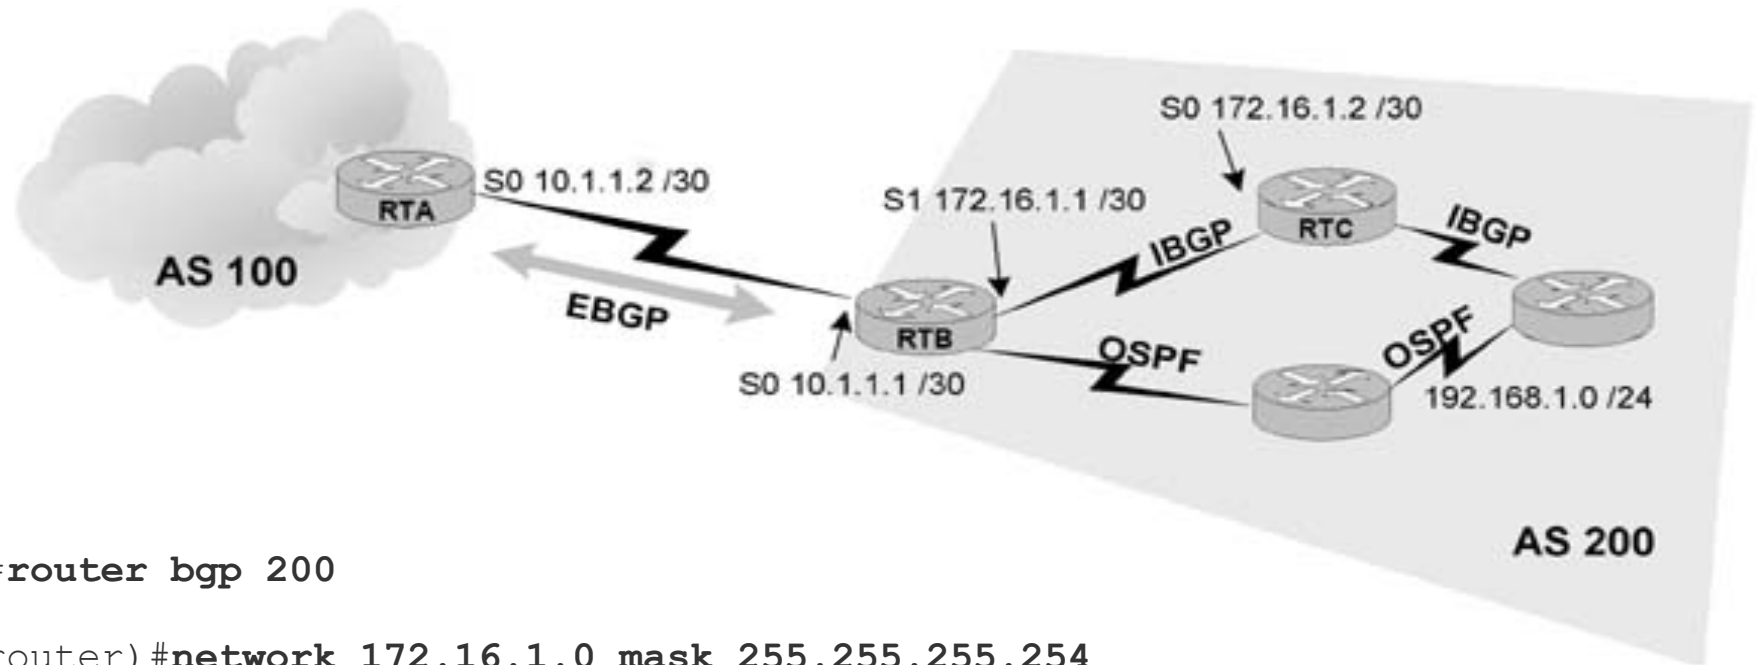 S0 172.16.1.2 /30
S0 10.1.1.2 /30
S1 172.16.1.1 /30
RTA
RTC
IBGP
IBGP
AS 100
EBGP
RTB
OSPF
OSPF
S0 10.1.1.1 /30
192.168.1.0 /24
AS 200
#router bgp 200
router)#network 172.16.1.0 mask 255.255.255.254